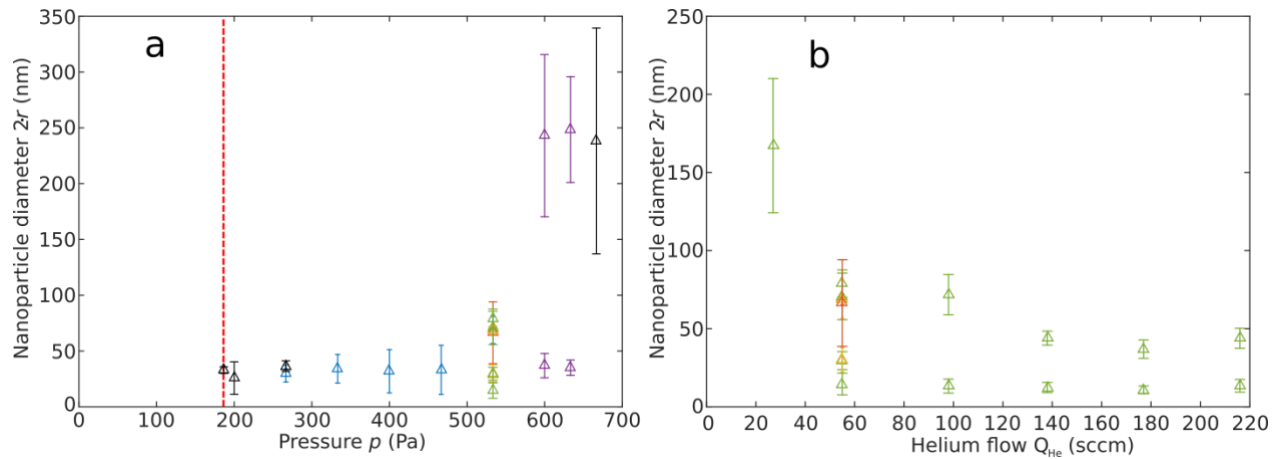 a
Nanoparticle diameter 2r (nm)
350
300
250
200
150
100
50
0
0 100 200 300 400 500 600 700
Pressure p (Pa)
b
Nanoparticle diameter 2r (nm)
250
200
150
100
50
0
0 20 40 60 80 100 120 140 160 180 200 220
Helium flow Q_He (sccm)